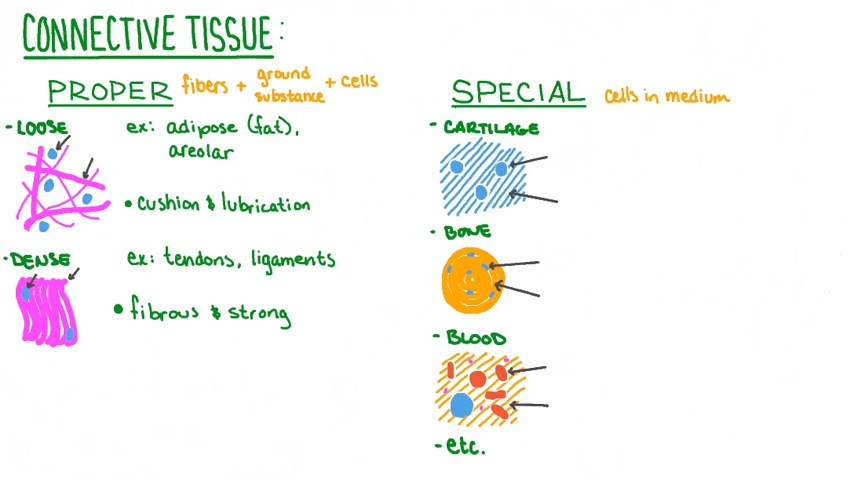 CONNECTIVE TISSUE:
PROPER
fibers + ground substance + cells
- LOOSE
ex: adipose (fat),
areolar
• cushion & lubrication
- DENSE
ex: tendons, ligaments
• fibrous & strong
SPECIAL
cells in medium
- CARTILAGE
- BONE
- BLOOD
- etc.